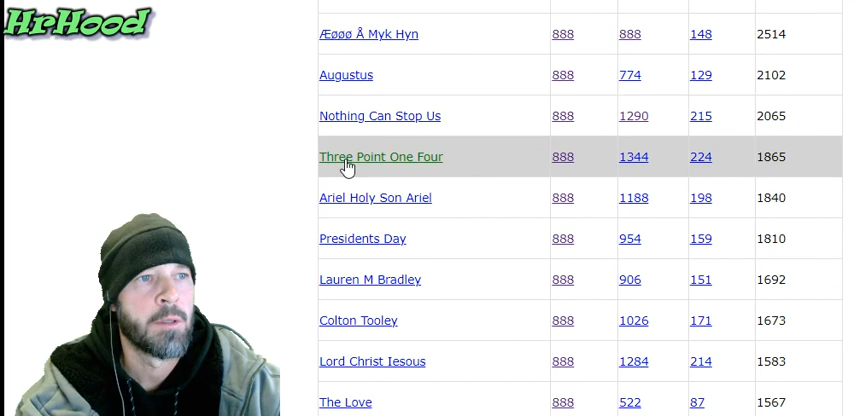 HrHood
Æøøø Å Myk Hyn 888 888 148 2514
Augustus 888 774 129 2102
Nothing Can Stop Us 888 1290 215 2065
Three Point One Four 888 1344 224 1865
Ariel Holy Son Ariel 888 1188 198 1840
Presidents Day 888 954 159 1810
Lauren M Bradley 888 906 151 1692
Colton Tooley 888 1026 171 1673
Lord Christ Iesous 888 1284 214 1583
The Love 888 522 87 1567